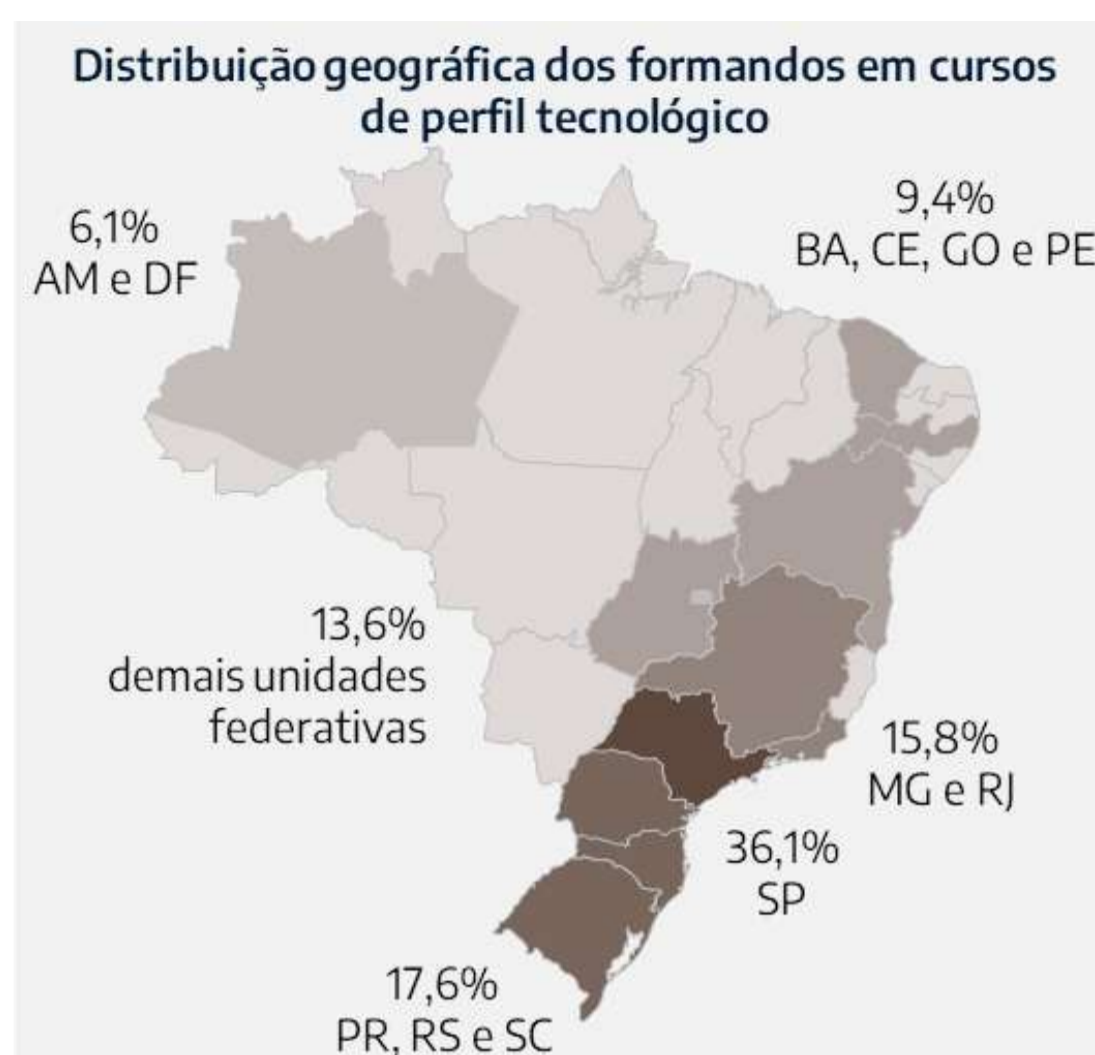 Distribuição geográfica dos formandos em cursos
de perfil tecnológico
6,1%
AM e DF
9,4%
BA, CE, GO e PE
13,6%
demais unidades
federativas
15,8%
MG e RJ
36,1%
SP
17,6%
PR, RS e SC